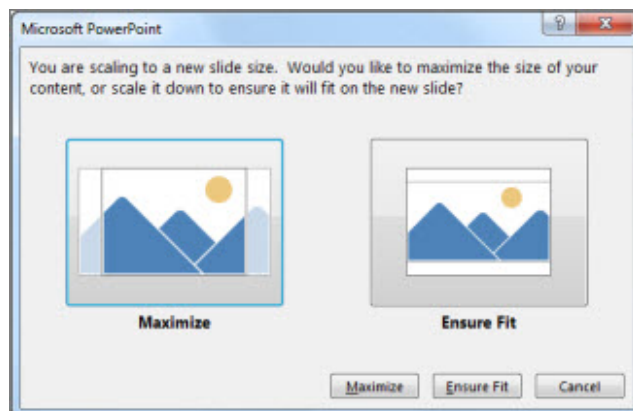 Microsoft PowerPoint
You are scaling to a new slide size. Would you like to maximize the size of your
content, or scale it down to ensure it will fit on the new slide?
Maximize
Ensure Fit
Maximize
Ensure Fit
Cancel